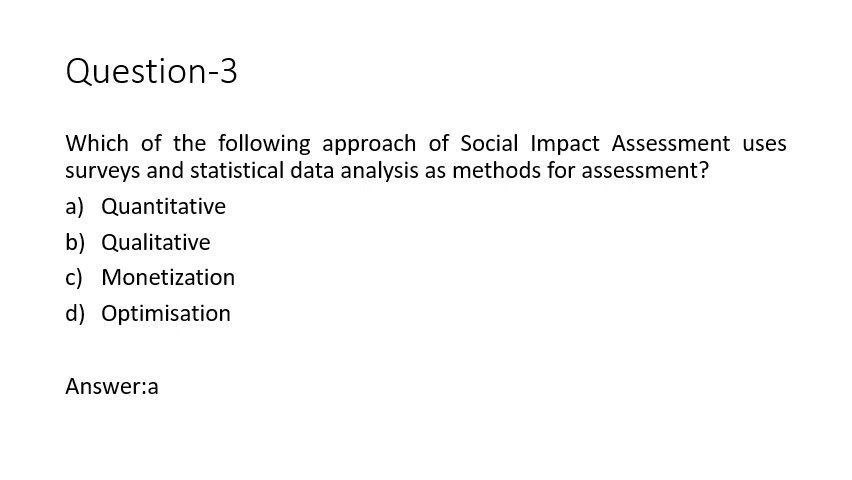 Question-3
Which of the following approach of Social Impact Assessment uses
surveys and statistical data analysis as methods for assessment?
a) Quantitative
b) Qualitative
c) Monetization
d) Optimisation
Answer:a